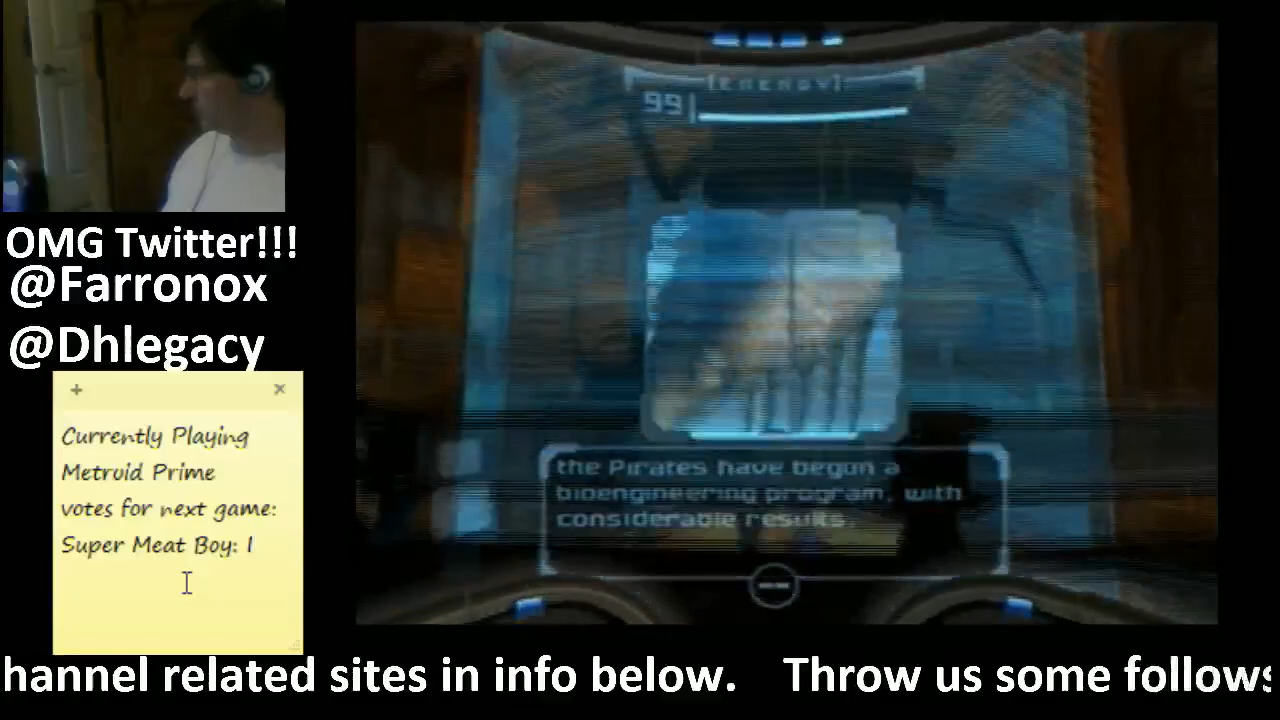 OMG Twitter!!!
@Farronox
@Dhlegacy
Currently Playing
Metroid Prime
votes for next game:
Super Meat Boy: 1
[ENERGY]
99
the Pirates have begun a
bioengineering program, with
considerable results.
hannel related sites in info below. Throw us some follows